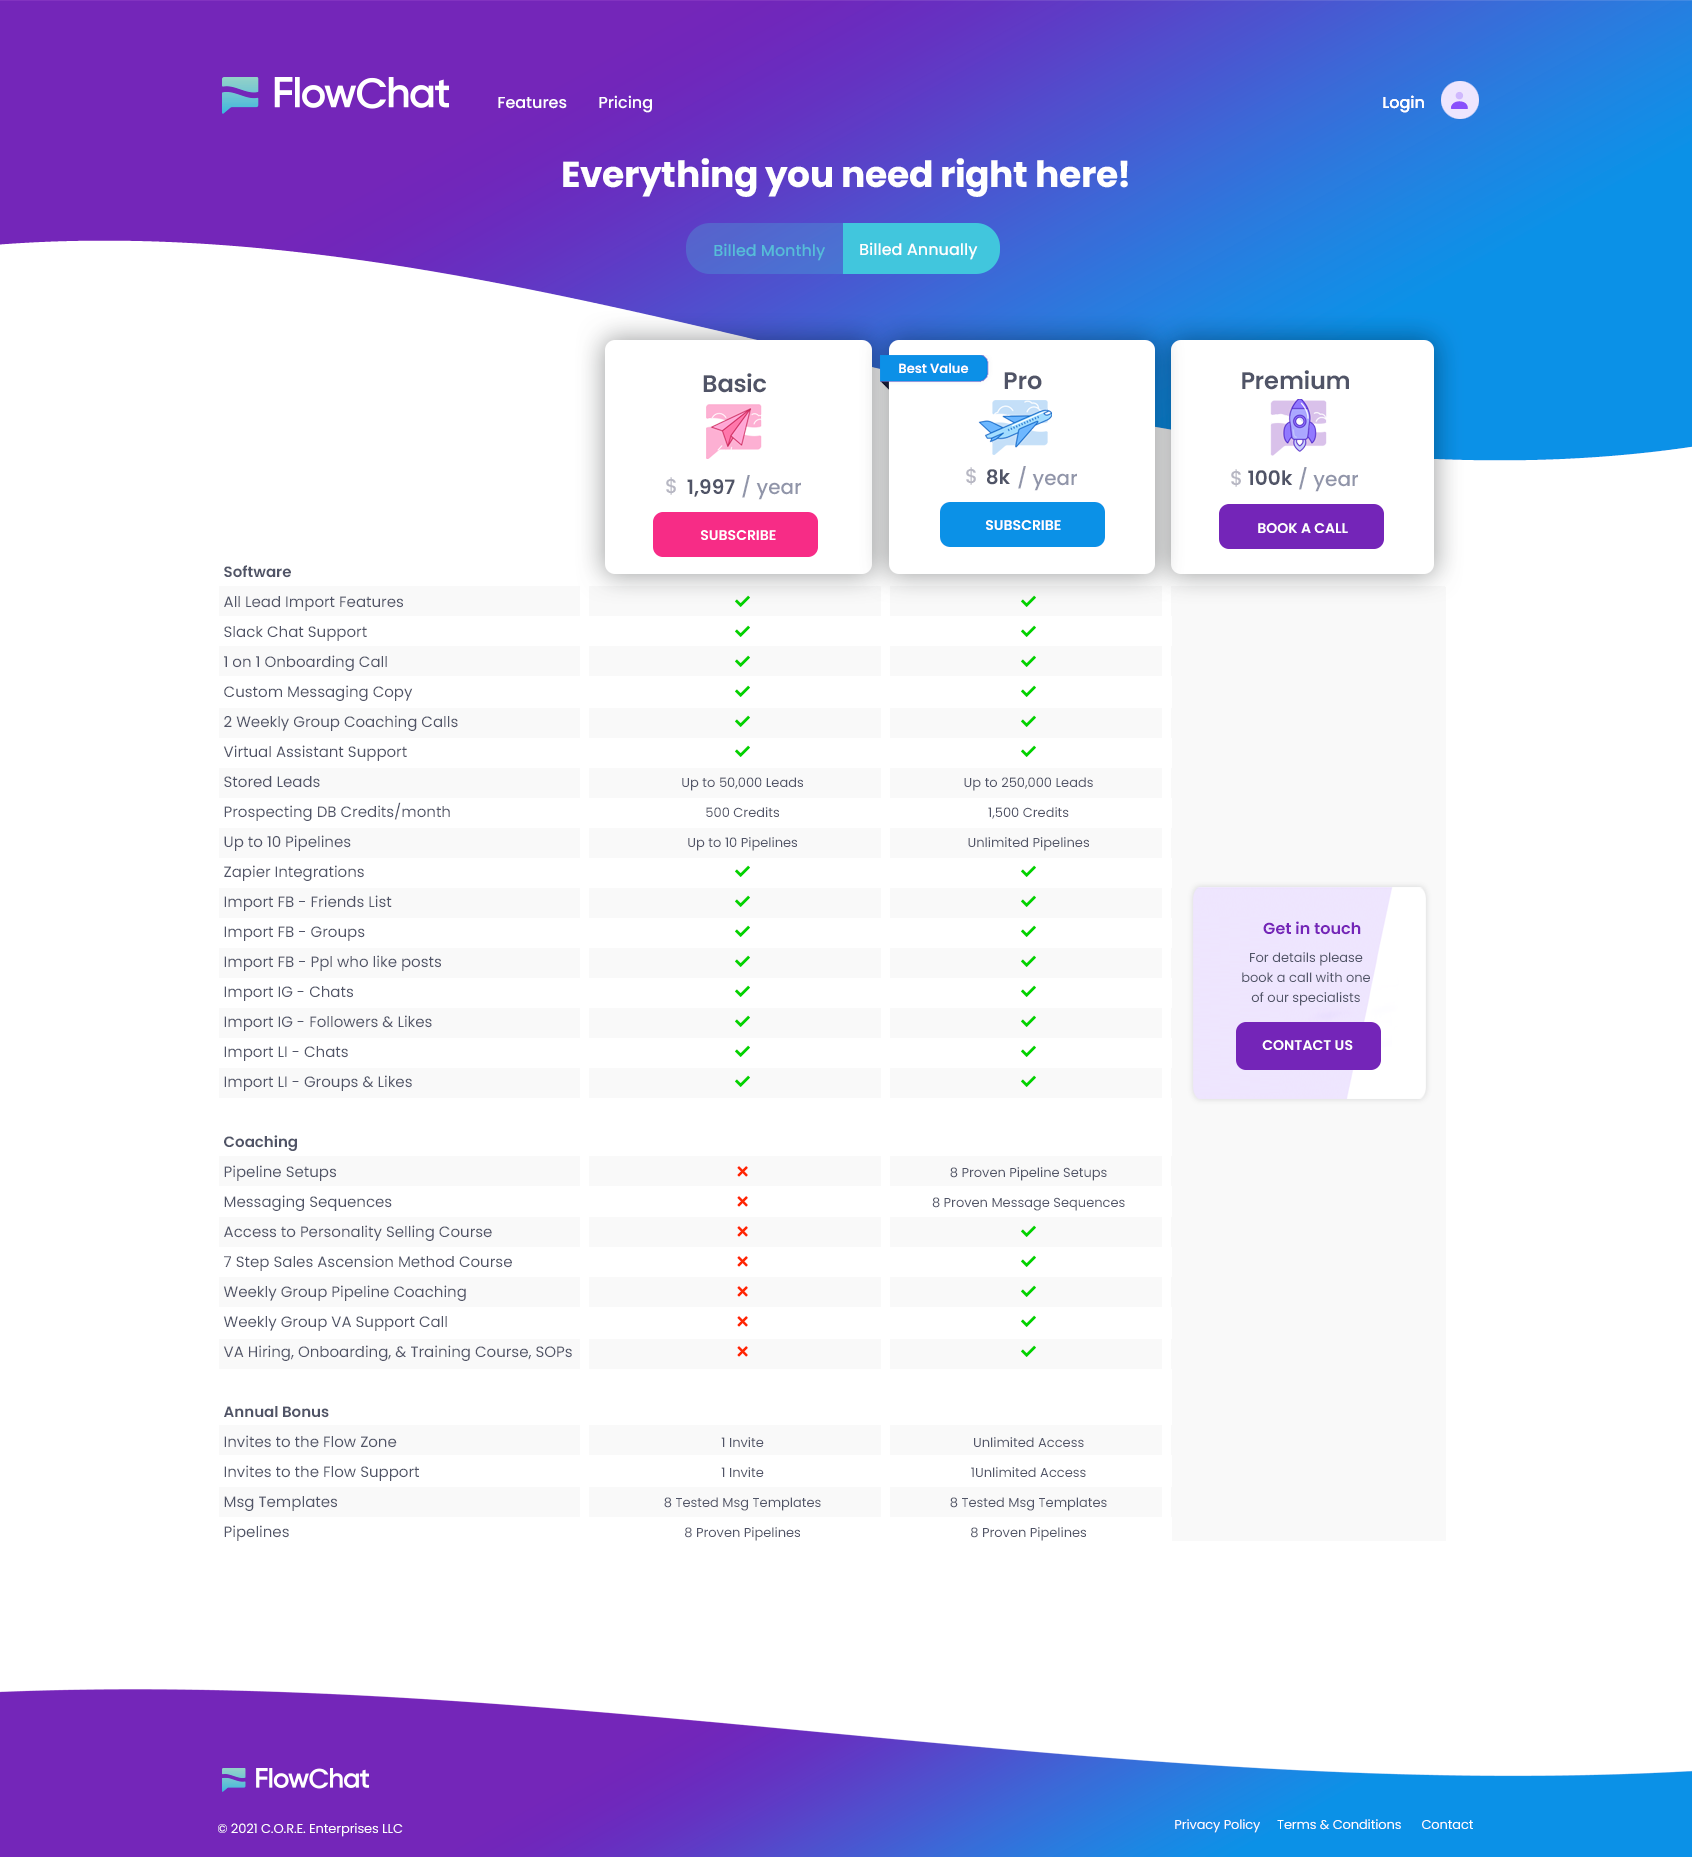 FlowChat
Features Pricing
Login
Everything you need right here!
Billed Monthly Billed Annually
Basic
$ 1,997 / year
SUBSCRIBE
Best Value
Pro
$ 8k / year
SUBSCRIBE
Premium
$ 100k / year
BOOK A CALL
Software
All Lead Import Features
Slack Chat Support
1 on 1 Onboarding Call
Custom Messaging Copy
2 Weekly Group Coaching Calls
Virtual Assistant Support
Stored Leads Up to 50,000 Leads Up to 250,000 Leads
Prospecting DB Credits/month 500 Credits 1,500 Credits
Up to 10 Pipelines Up to 10 Pipelines Unlimited Pipelines
Zapier Integrations
Import FB - Friends List
Import FB - Groups
Import FB - Ppl who like posts
Import IG - Chats
Import IG - Followers & Likes
Import LI - Chats
Import LI - Groups & Likes
Get in touch
For details please
book a call with one
of our specialists
CONTACT US
Coaching
Pipeline Setups 8 Proven Pipeline Setups
Messaging Sequences 8 Proven Message Sequences
Access to Personality Selling Course
7 Step Sales Ascension Method Course
Weekly Group Pipeline Coaching
Weekly Group VA Support Call
VA Hiring, Onboarding, & Training Course, SOPs
Annual Bonus
Invites to the Flow Zone 1 Invite Unlimited Access
Invites to the Flow Support 1 Invite 1Unlimited Access
Msg Templates 8 Tested Msg Templates 8 Tested Msg Templates
Pipelines 8 Proven Pipelines 8 Proven Pipelines
FlowChat
© 2021 C.O.R.E. Enterprises LLC
Privacy Policy Terms & Conditions Contact